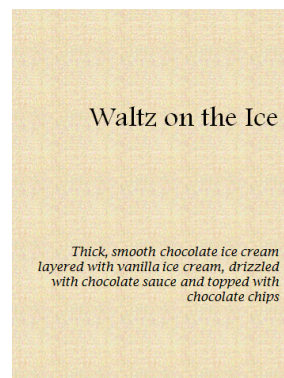 Waltz on the Ice
Thick, smooth chocolate ice cream
layered with vanilla ice cream, drizzled
with chocolate sauce and topped with
chocolate chips